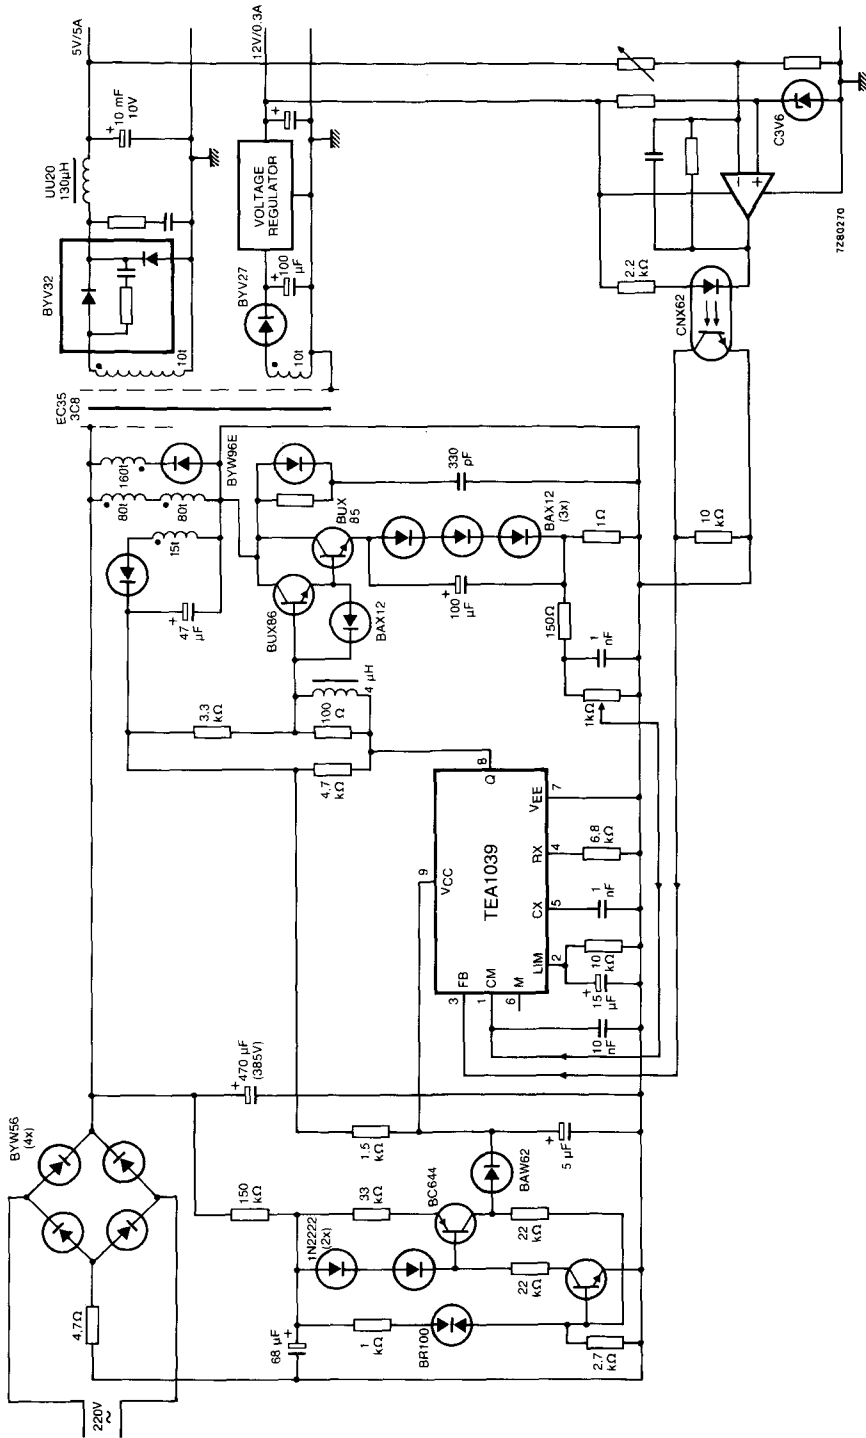 220V
~
4,7Ω
BYW56
(4x)
68 µF
+
1
kΩ
BR100
2.7
kΩ
1N2222
(2x)
150
kΩ
33
kΩ
BC644
22
kΩ
22
kΩ
BAW62
1.5
kΩ
+
5 µF
+
470 µF
(385V)
TEA1039
3
FB
1
CM
6
M
LIM
2
CX
5
RX
4
VEE
7
VCC
9
Q
8
10
nF
15
µF
+
10
kΩ
1
nF
6.8
kΩ
4.7
kΩ
3.3
kΩ
100
Ω
4 µH
47
µF
+
15t
80t
80t
160t
BYW96E
EC35
3C8
BUX86
BAX12
BUX
85
330
pF
100
µF
+
BAX12
(3x)
150Ω
1Ω
1kΩ
1
nF
10
kΩ
CNX62
2.2
kΩ
–
+
C3V6
10t
BYV32
UU20
130µH
+
10 mF
10V
5V/5A
10t
BYV27
+
100
µF
VOLTAGE
REGULATOR
+
12V/0.3A
7Z80270